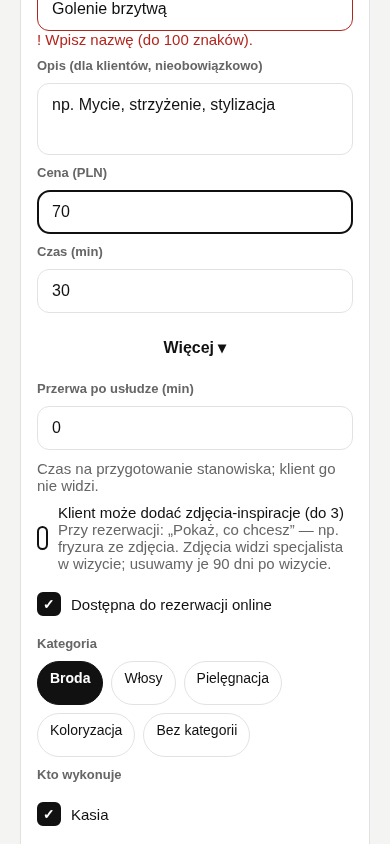 Golenie brzytwą
! Wpisz nazwę (do 100 znaków).
Opis (dla klientów, nieobowiązkowo)
np. Mycie, strzyżenie, stylizacja
Cena (PLN)
70
Czas (min)
30
Więcej ▾
Przerwa po usłudze (min)
0
Czas na przygotowanie stanowiska; klient go
nie widzi.
Klient może dodać zdjęcia-inspiracje (do 3)
Przy rezerwacji: „Pokaż, co chcesz” — np.
fryzura ze zdjęcia. Zdjęcia widzi specjalista
w wizycie; usuwamy je 90 dni po wizycie.
✓ Dostępna do rezerwacji online
Kategoria
Broda Włosy Pielęgnacja
Koloryzacja Bez kategorii
Kto wykonuje
✓ Kasia